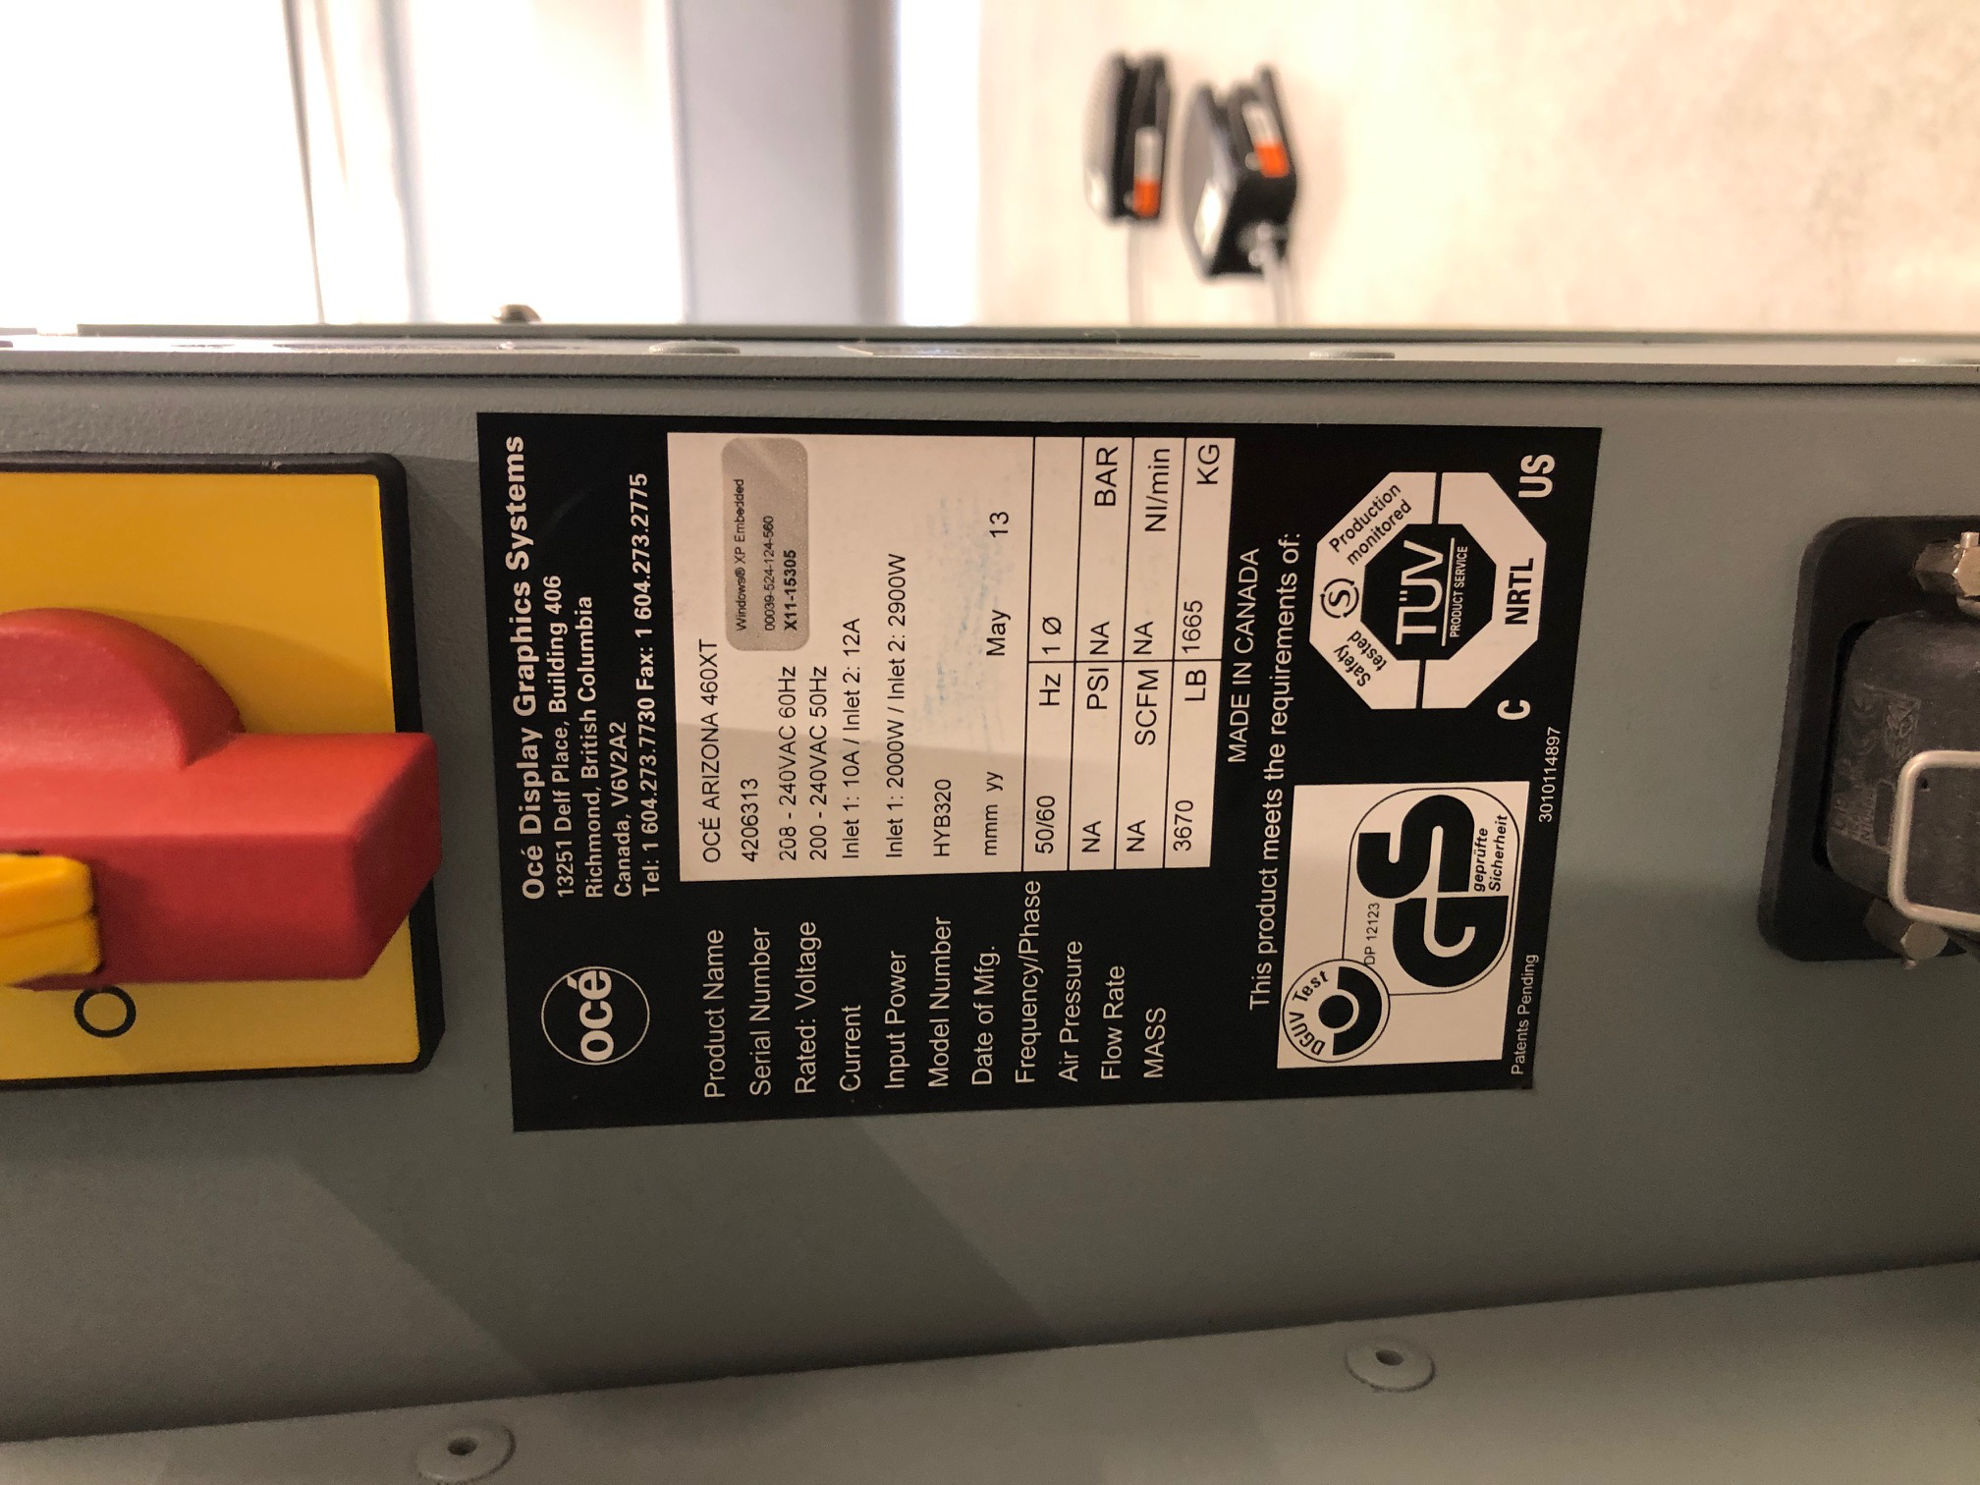 océ
Océ Display Graphics Systems
13251 Delf Place, Building 406
Richmond, British Columbia
Canada, V6V2A2
Tel: 1 604.273.7730 Fax: 1 604.273.2775
Product Name OCÉ ARIZONA 460XT
Serial Number 4206313
Windows® XP Embedded
00039-524-124-560
X11-15305
Rated: Voltage 208 - 240VAC 60Hz
200 - 240VAC 50Hz
Current Inlet 1: 10A / Inlet 2: 12A
Input Power Inlet 1: 2000W / Inlet 2: 2900W
Model Number HYB320
Date of Mfg. mmm yy May 13
Frequency/Phase 50/60 Hz 1 Ø
Air Pressure NA PSI NA BAR
Flow Rate NA SCFM NA Nl/min
MASS 3670 LB 1665 KG
MADE IN CANADA
This product meets the requirements of:
DGUV Test
DP 12123
GS
geprüfte
Sicherheit
Safety
tested
S
Production
monitored
TÜV
PRODUCT SERVICE
C NRTL US
Patents Pending
3010114897
O